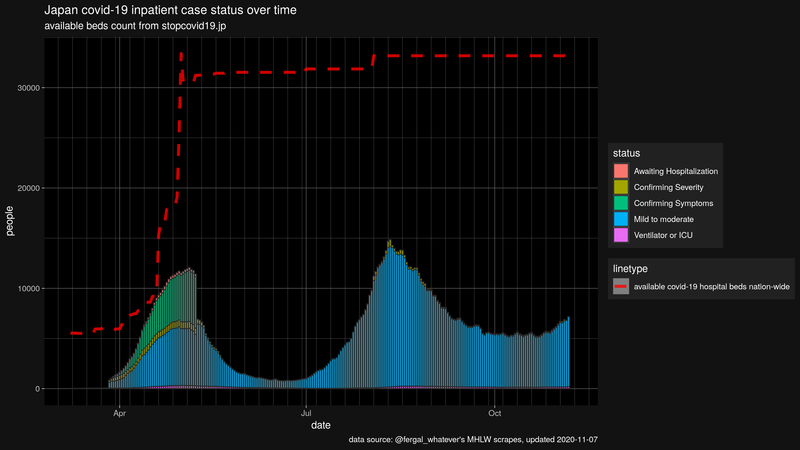 Japan covid-19 inpatient case status over time
available beds count from stopcovid19.jp
people
30000
20000
10000
0
Apr
Jul
Oct
date
status
Awaiting Hospitalization
Confirming Severity
Confirming Symptoms
Mild to moderate
Ventilator or ICU
linetype
available covid-19 hospital beds nation-wide
data source: @fergal_whatever's MHLW scrapes, updated 2020-11-07